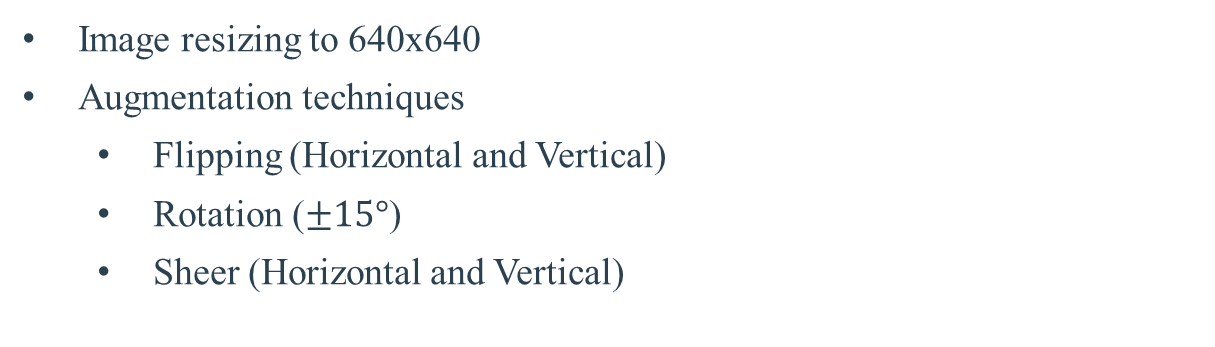 • Image resizing to 640x640
• Augmentation techniques
• Flipping (Horizontal and Vertical)
• Rotation (±15°)
• Sheer (Horizontal and Vertical)